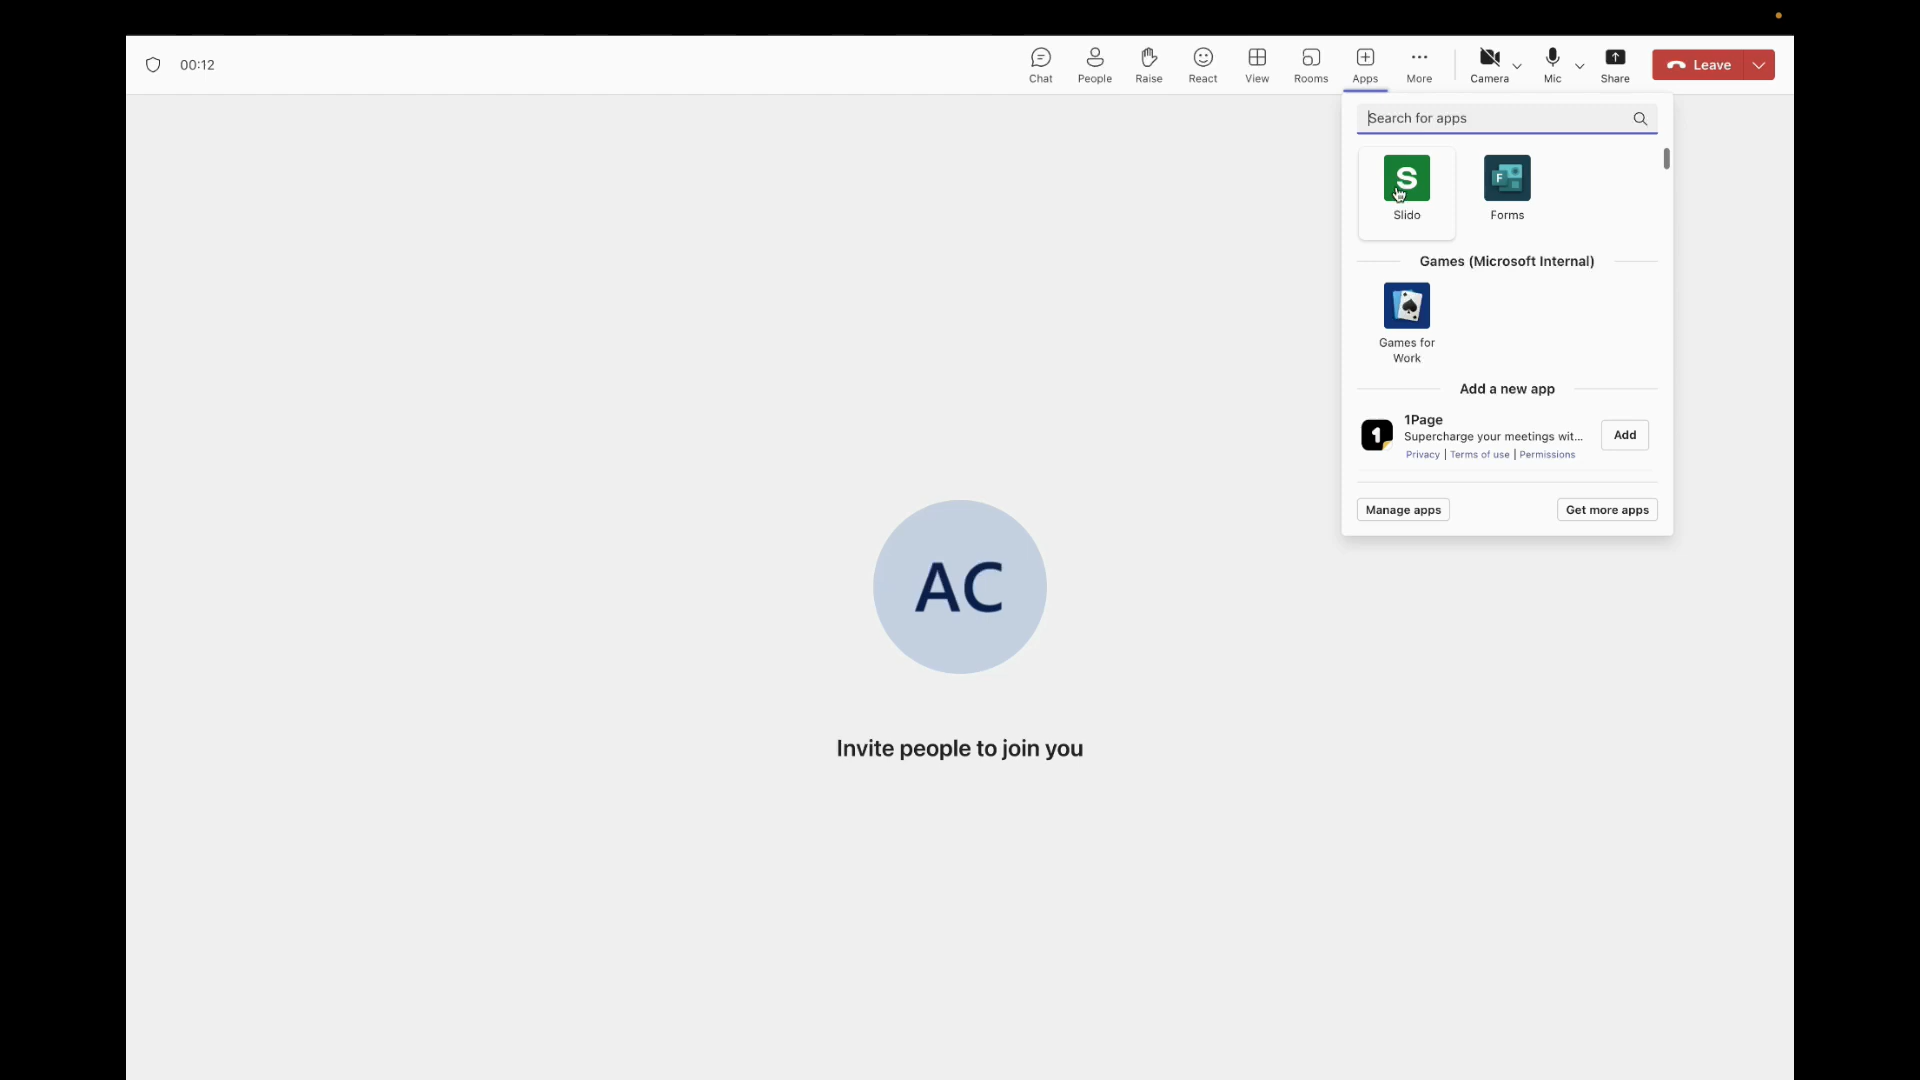 00:12
Chat People Raise React View Rooms Apps More Camera Mic Share Leave
Search for apps
S
F
Slido
Forms
Games (Microsoft Internal)
Games for
Work
Add a new app
1
1Page
Supercharge your meetings wit...
Add
Privacy | Terms of use | Permissions
Manage apps
Get more apps
AC
Invite people to join you